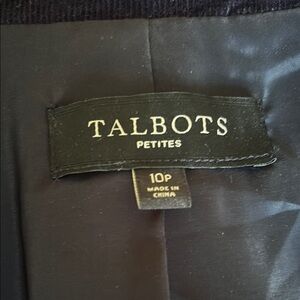 TALBOTS
PETITES
10P
MADE IN
CHINA